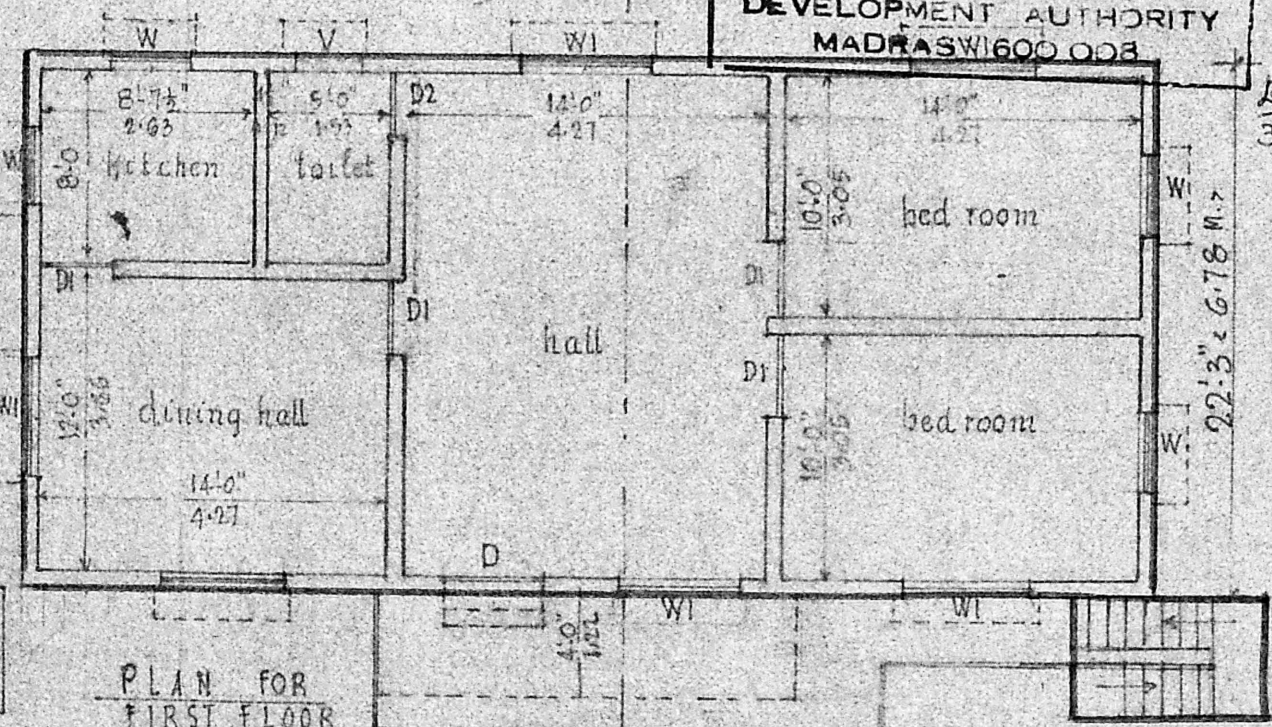 DEVELOPMENT AUTHORITY
MADRAS W1 600 008
W
V
W1
8'-7½"
2.63
5'-0"
1.53
D2
14'-0"
4.27
14'-0"
4.27
W
8'-0
kitchen
toilet
10'-0"
3.05
bed room
W1
D1
D1
D1
hall
22'.3" < 6.78 M.>
W1
12'-0"
3.66
dining hall
D1
10'-0"
3.05
bed room
W
14'-0"
4.27
D
W1
W1
4'-0"
1.22
PLAN FOR
FIRST FLOOR